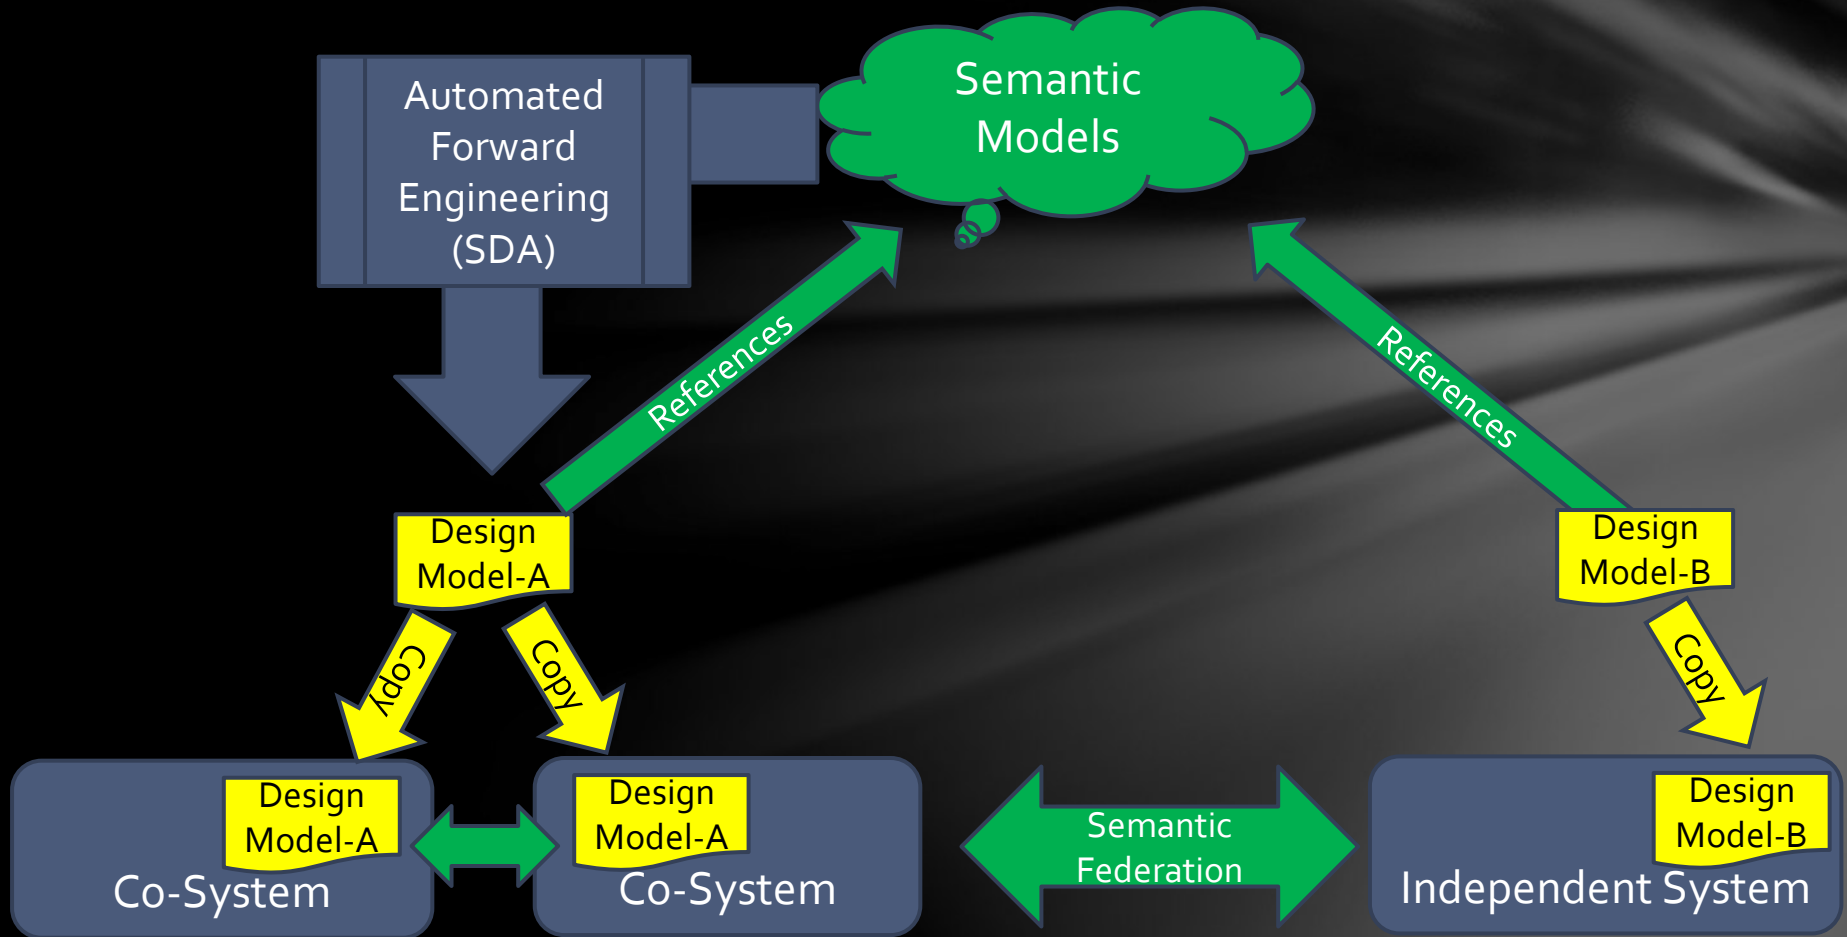 Automated
Forward
Engineering
(SDA)
Semantic
Models
References
References
Design
Model-A
Design
Model-B
Copy
Copy
Copy
Design
Model-A
Co-System
Design
Model-A
Co-System
Semantic
Federation
Design
Model-B
Independent System